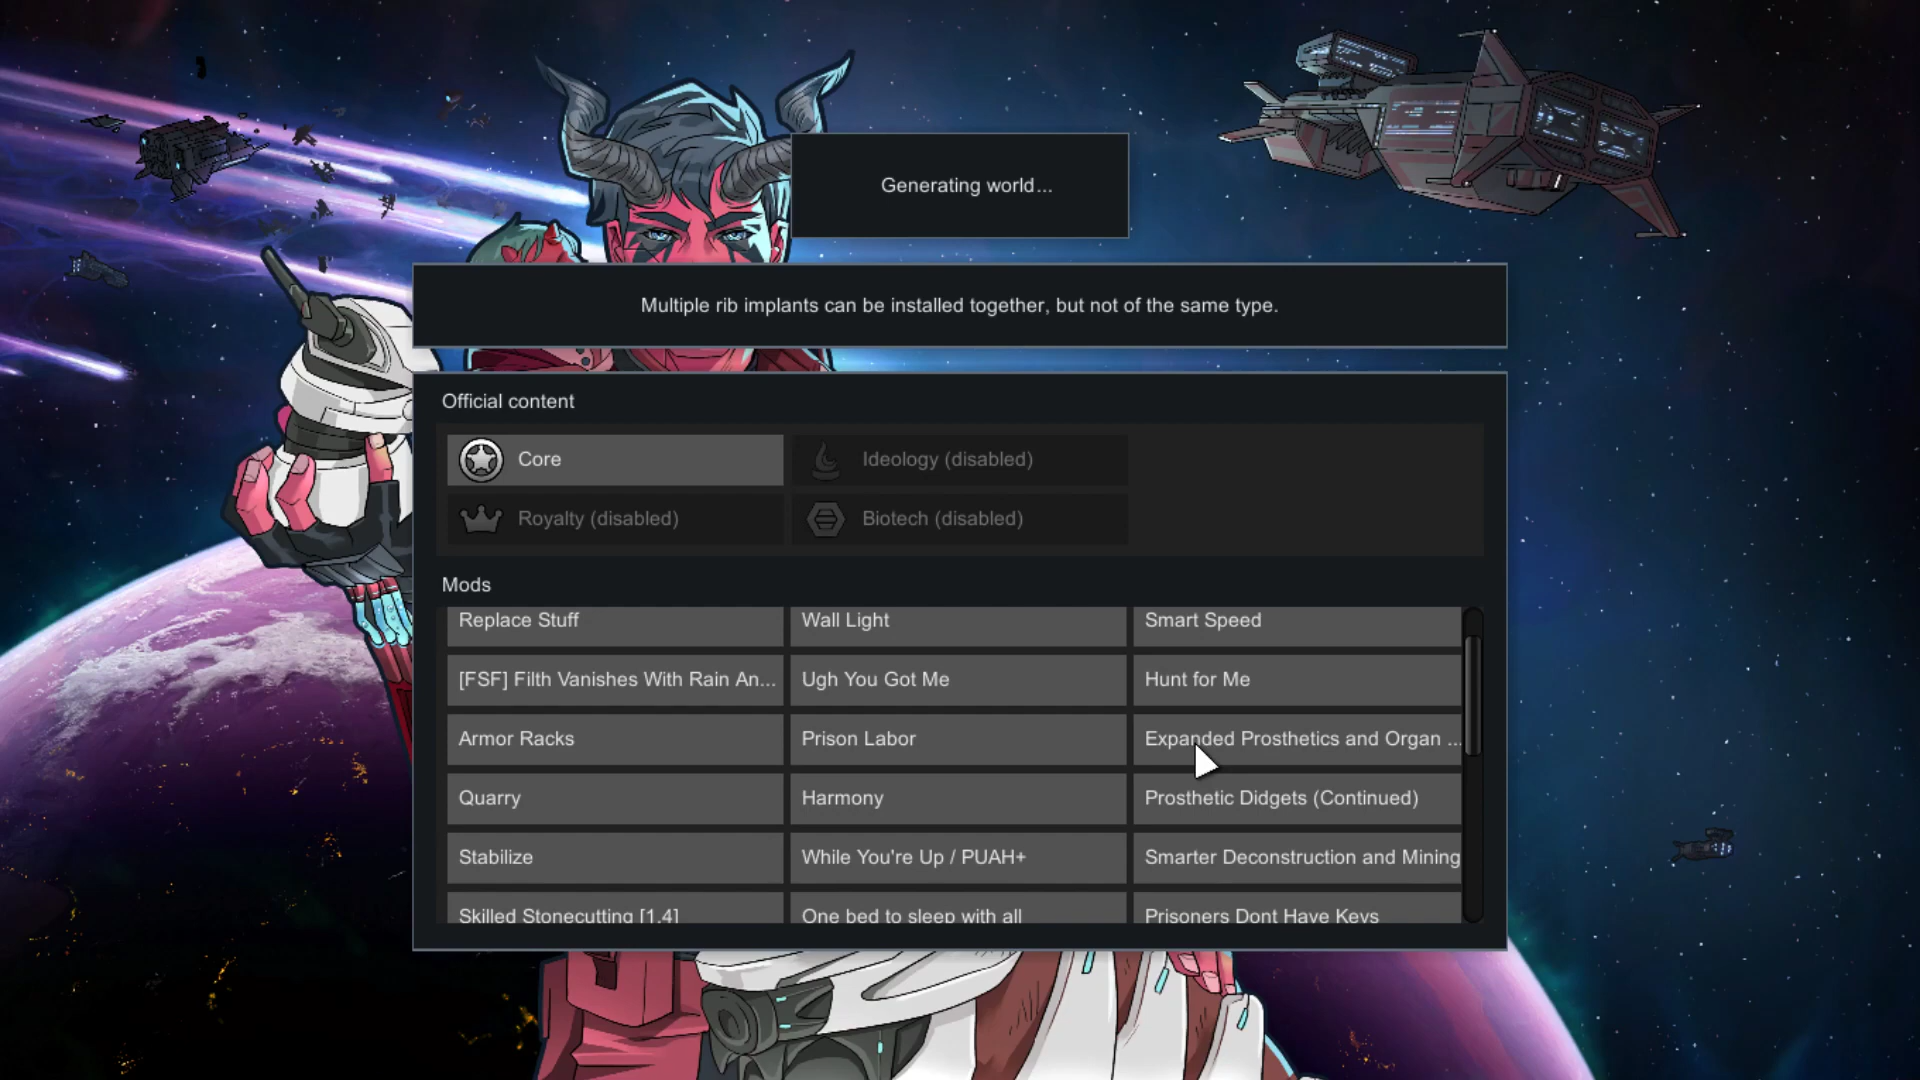 Generating world...
Multiple rib implants can be installed together, but not of the same type.
Official content
Core
Ideology (disabled)
Royalty (disabled)
Biotech (disabled)
Mods
Replace Stuff
Wall Light
Smart Speed
[FSF] Filth Vanishes With Rain An...
Ugh You Got Me
Hunt for Me
Armor Racks
Prison Labor
Expanded Prosthetics and Organ ...
Quarry
Harmony
Prosthetic Didgets (Continued)
Stabilize
While You're Up / PUAH+
Smarter Deconstruction and Mining
Skilled Stonecutting [1.4]
One bed to sleep with all
Prisoners Dont Have Keys